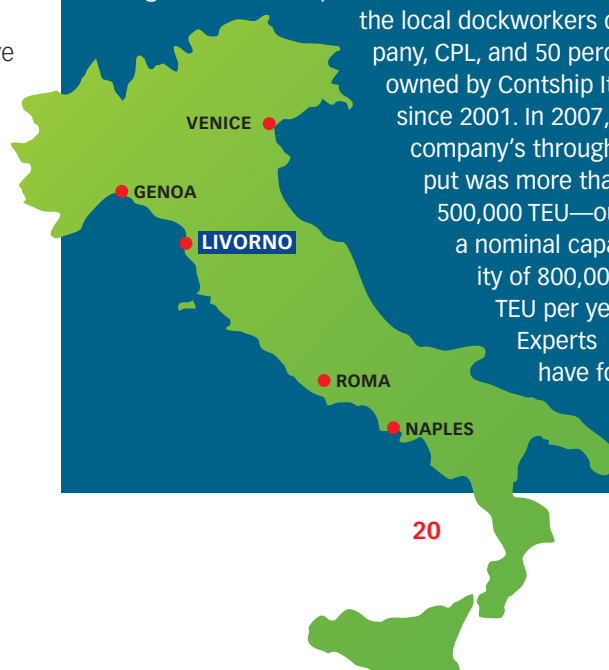 ve
the local dockworkers
pany, CPL, and 50 perc
owned by Contship It
since 2001. In 2007,
company's through
put was more tha
500,000 TEU—ou
a nominal capa
ity of 800,00
TEU per ye
Experts
have fo
VENICE
GENOA
LIVORNO
ROMA
NAPLES
20